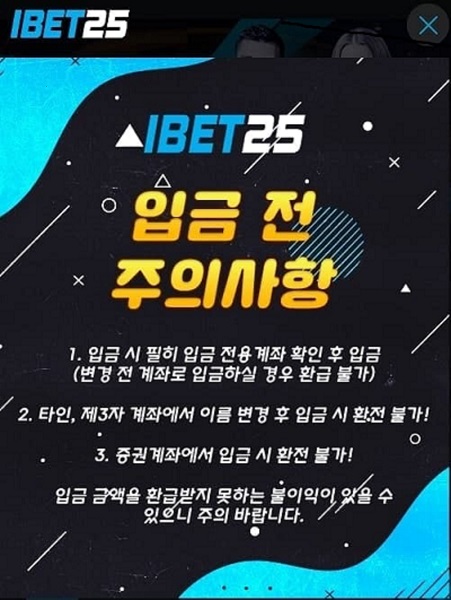 IBET25
IBET25
입금 전
주의사항
1. 입금 시 필히 입금 전용계좌 확인 후 입금
(변경 전 계좌로 입금하실 경우 환급 불가)
2. 타인, 제3자 계좌에서 이름 변경 후 입금 시 환전 불가!
3. 증권계좌에서 입금 시 환전 불가!
입금 금액을 환급받지 못하는 불이익이 있을 수
있으니 주의 바랍니다.